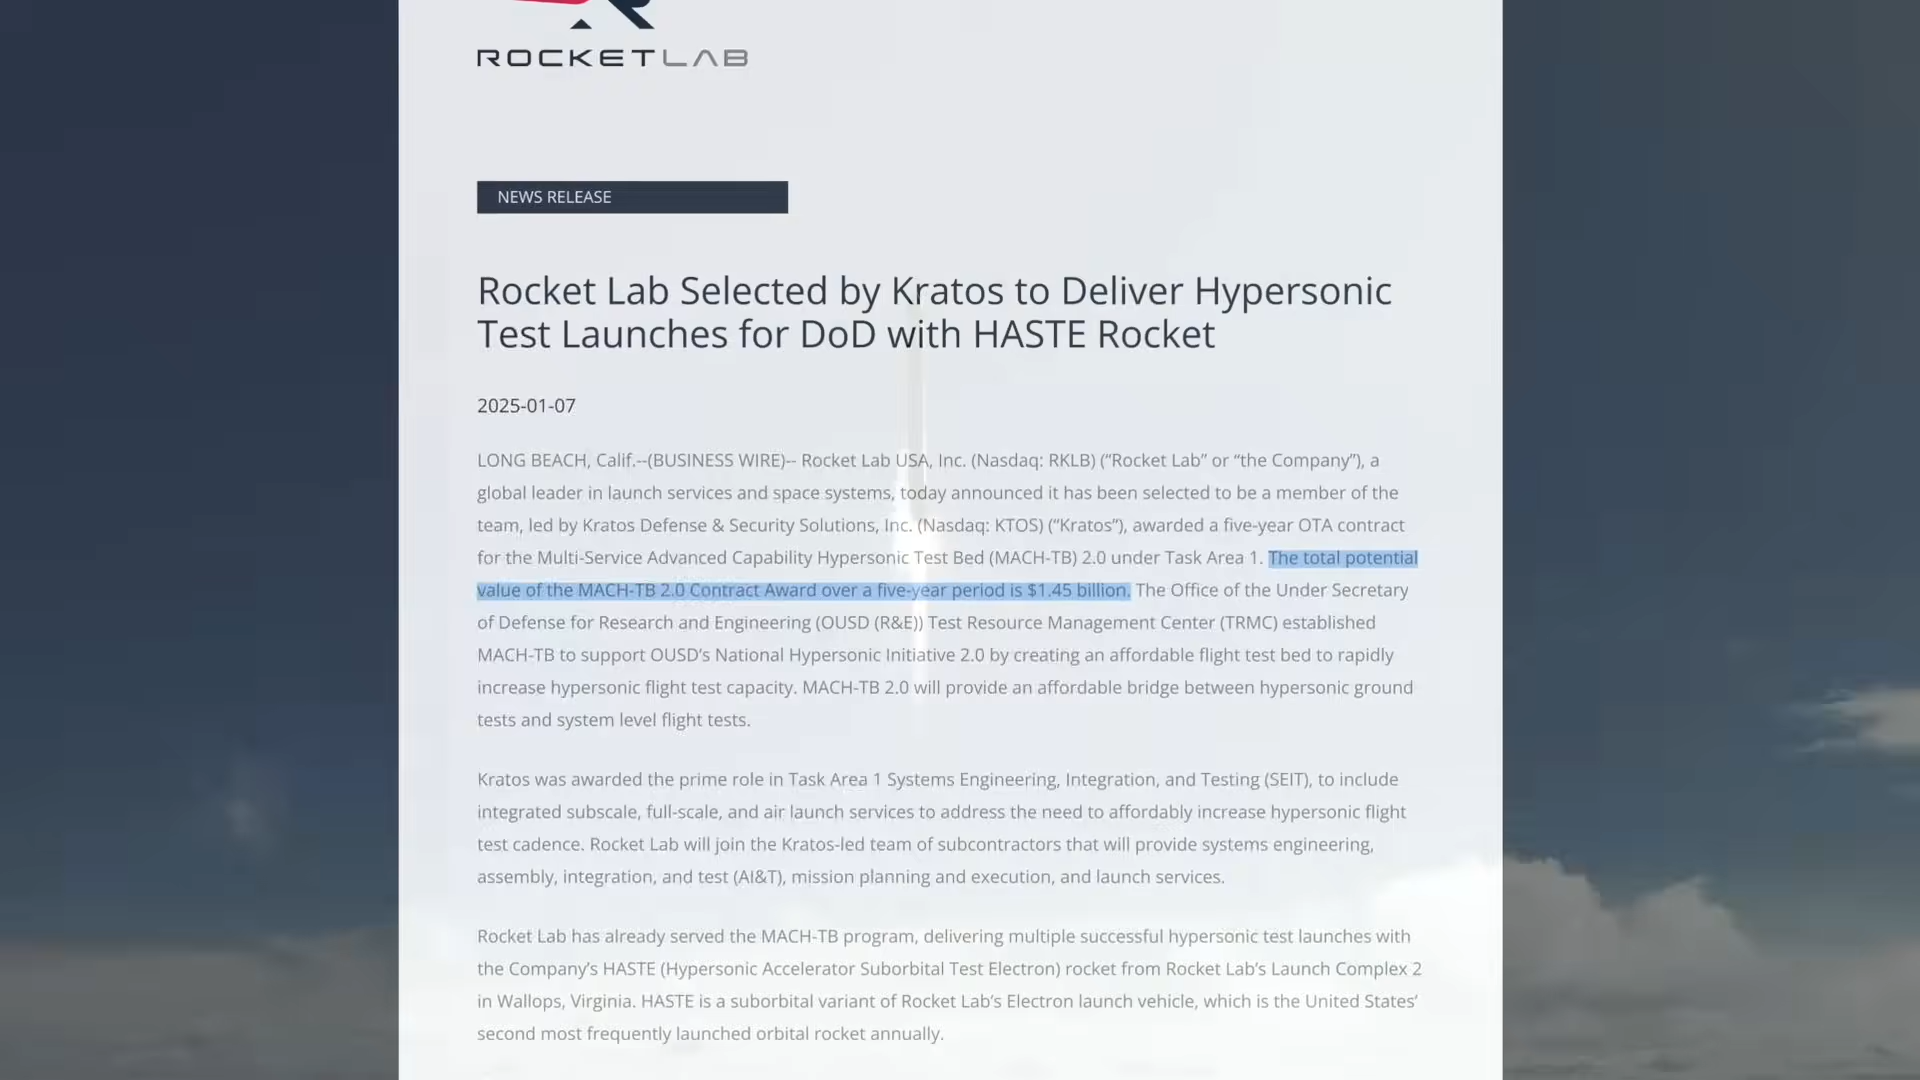 ROCKETLAB
NEWS RELEASE
Rocket Lab Selected by Kratos to Deliver Hypersonic
Test Launches for DoD with HASTE Rocket
2025-01-07
LONG BEACH, Calif.--(BUSINESS WIRE)-- Rocket Lab USA, Inc. (Nasdaq: RKLB) (“Rocket Lab” or “the Company”), a
global leader in launch services and space systems, today announced it has been selected to be a member of the
team, led by Kratos Defense & Security Solutions, Inc. (Nasdaq: KTOS) (“Kratos”), awarded a five-year OTA contract
for the Multi-Service Advanced Capability Hypersonic Test Bed (MACH-TB) 2.0 under Task Area 1. The total potential
value of the MACH-TB 2.0 Contract Award over a five-year period is $1.45 billion. The Office of the Under Secretary
of Defense for Research and Engineering (OUSD (R&E)) Test Resource Management Center (TRMC) established
MACH-TB to support OUSD’s National Hypersonic Initiative 2.0 by creating an affordable flight test bed to rapidly
increase hypersonic flight test capacity. MACH-TB 2.0 will provide an affordable bridge between hypersonic ground
tests and system level flight tests.
Kratos was awarded the prime role in Task Area 1 Systems Engineering, Integration, and Testing (SEIT), to include
integrated subscale, full-scale, and air launch services to address the need to affordably increase hypersonic flight
test cadence. Rocket Lab will join the Kratos-led team of subcontractors that will provide systems engineering,
assembly, integration, and test (AI&T), mission planning and execution, and launch services.
Rocket Lab has already served the MACH-TB program, delivering multiple successful hypersonic test launches with
the Company’s HASTE (Hypersonic Accelerator Suborbital Test Electron) rocket from Rocket Lab’s Launch Complex 2
in Wallops, Virginia. HASTE is a suborbital variant of Rocket Lab’s Electron launch vehicle, which is the United States’
second most frequently launched orbital rocket annually.